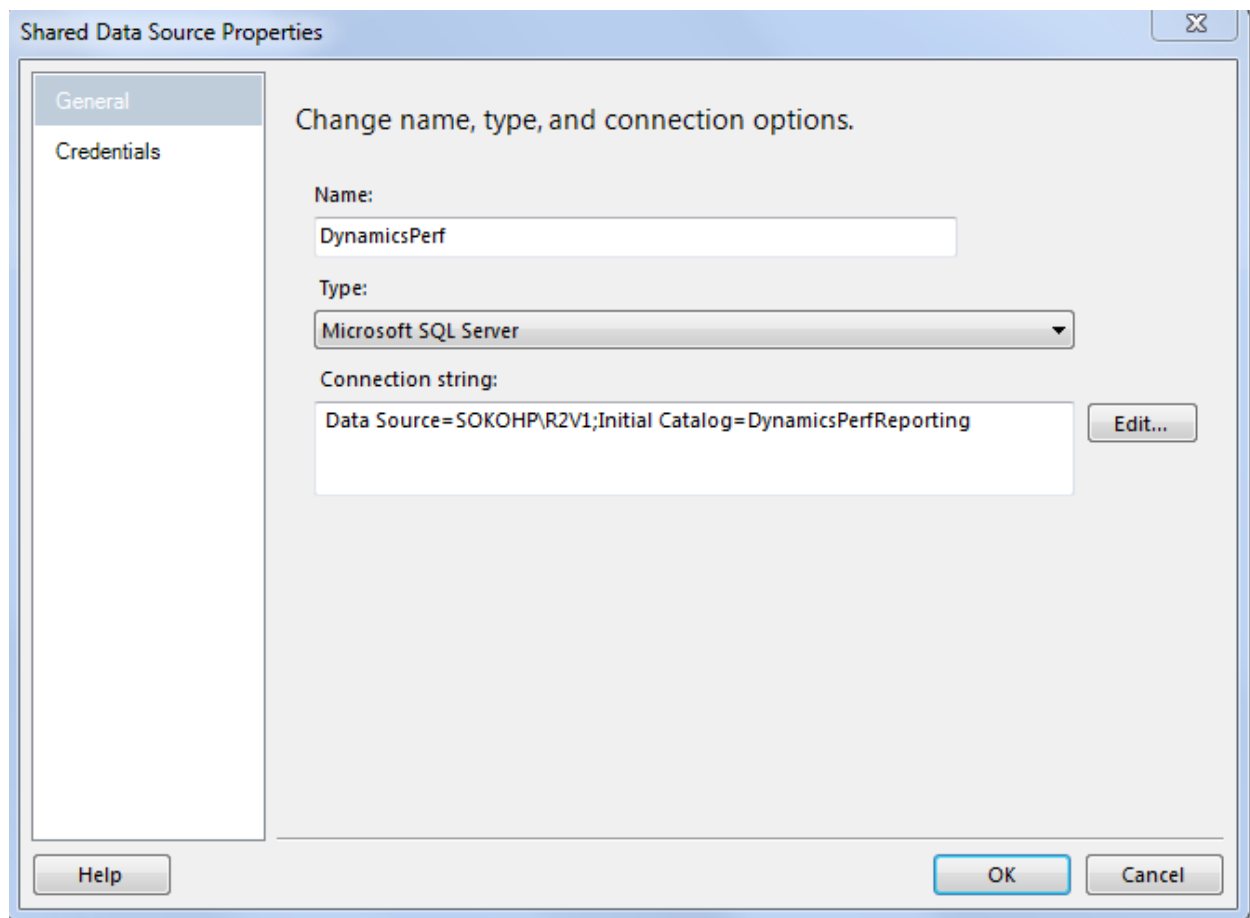 Shared Data Source Properties
General
Credentials
Change name, type, and connection options.
Name:
DynamicsPerf
Type:
Microsoft SQL Server
Connection string:
Data Source=SOKOHP\R2V1;Initial Catalog=DynamicsPerfReporting
Edit...
Help
OK
Cancel